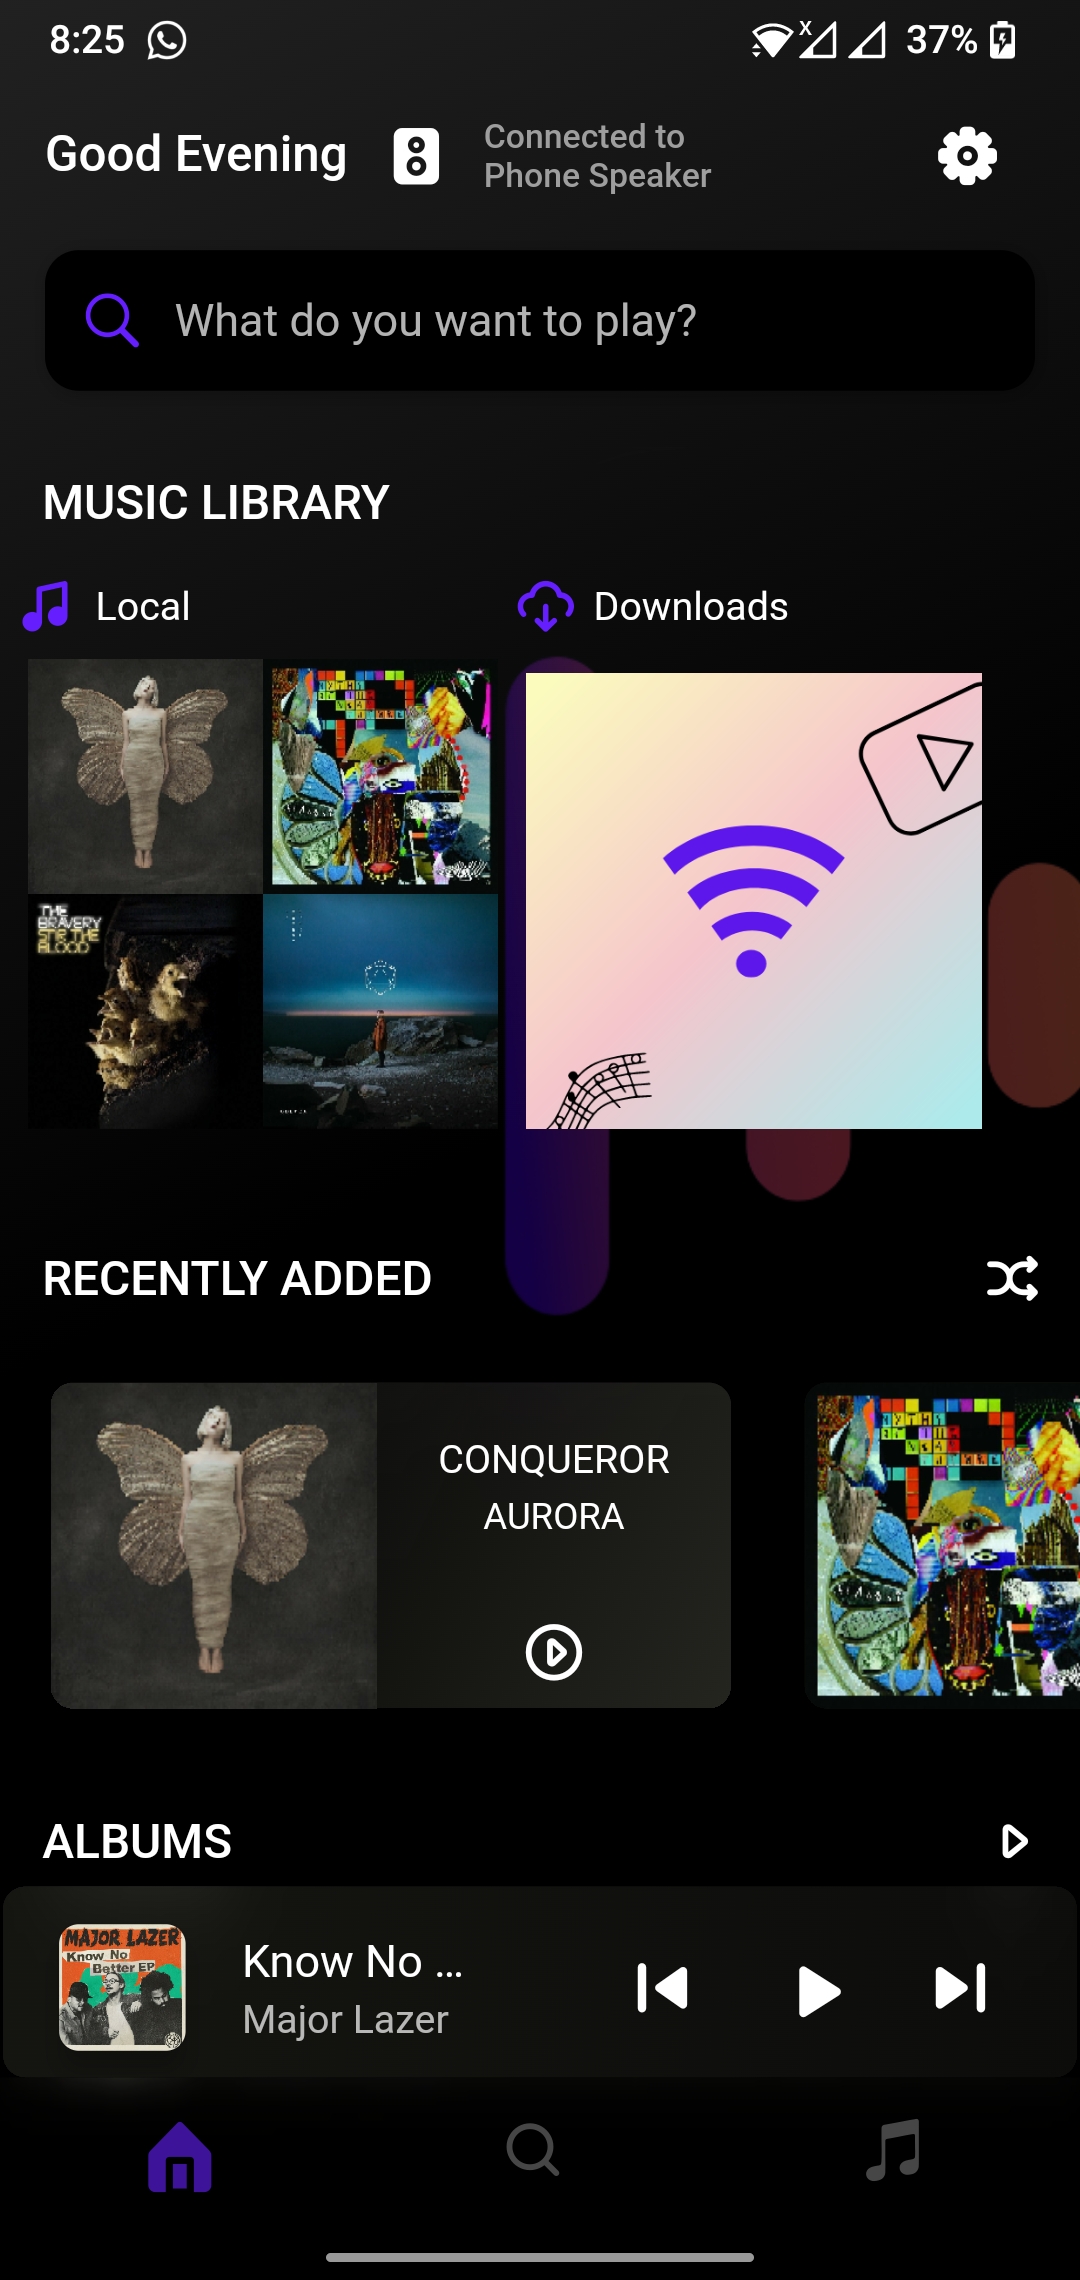 8:25
37%
Good Evening
Connected to
Phone Speaker
What do you want to play?
MUSIC LIBRARY
Local
Downloads
THE
BRAVERY
STIR THE
BLOOD
RECENTLY ADDED
CONQUEROR
AURORA
ALBUMS
MAJOR LAZER
Know No
Better EP
Know No ...
Major Lazer